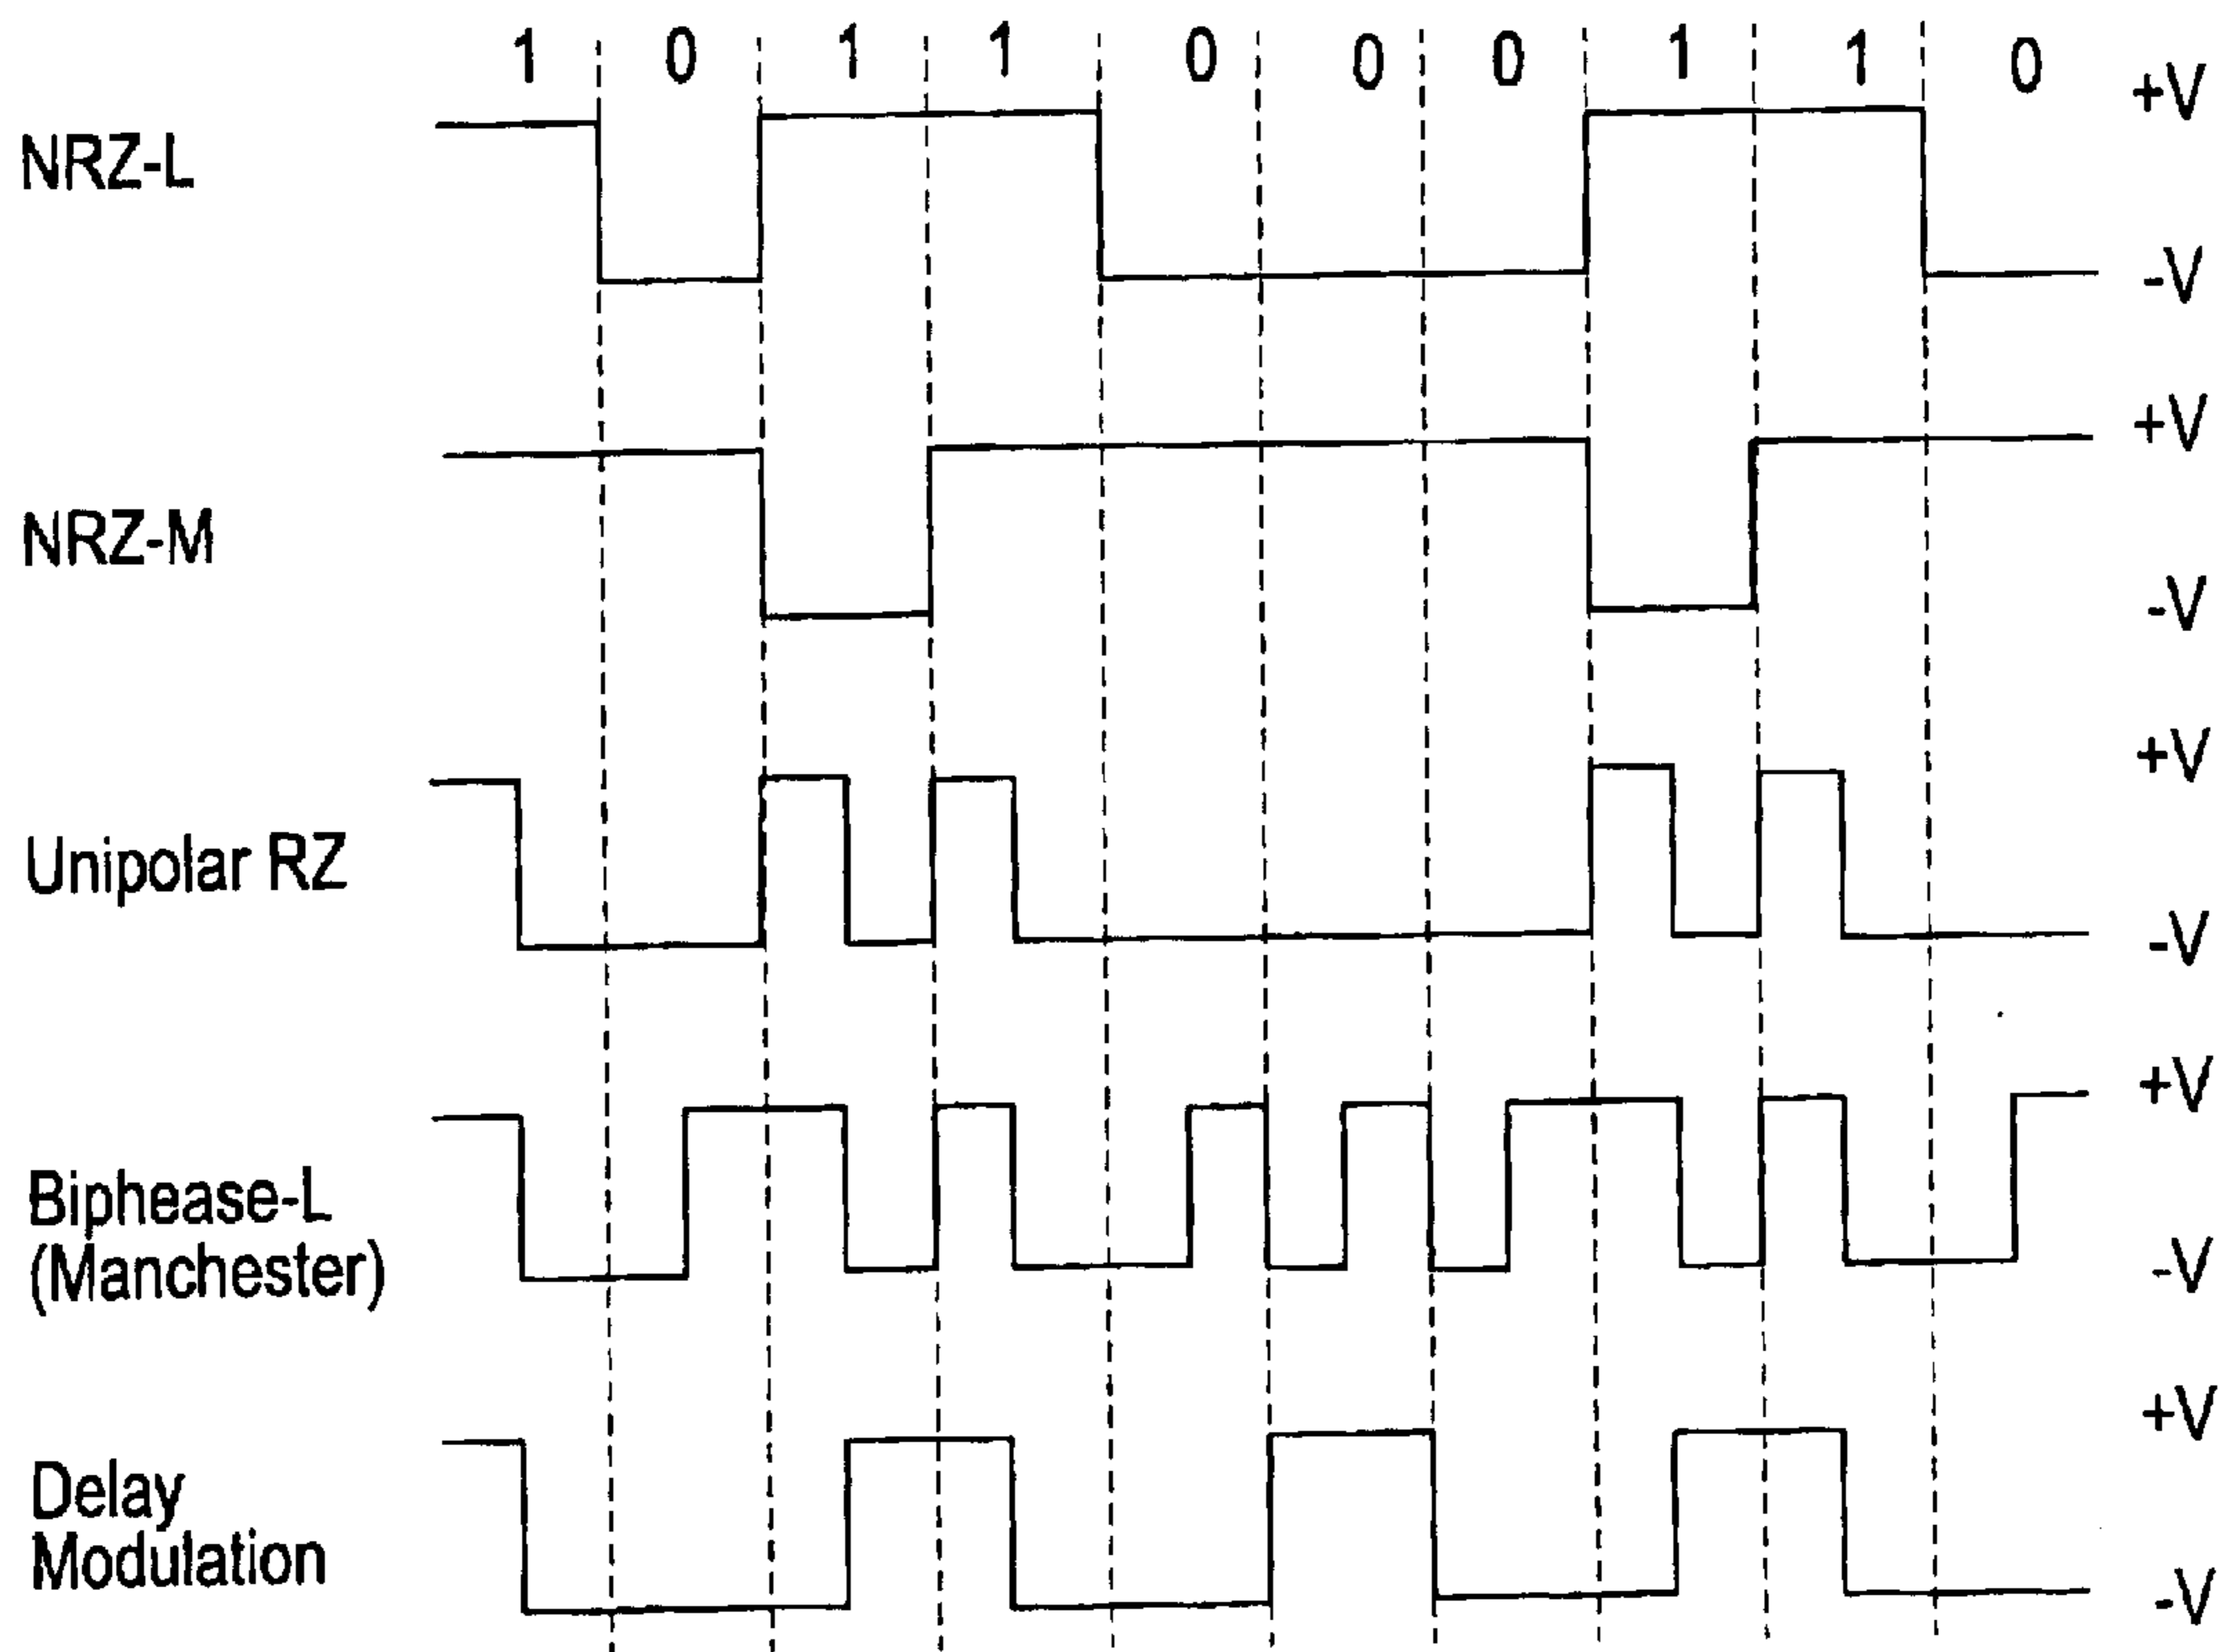 1 0 1 1 0 0 0 1 1 0
+V
NRZ-L
-V
+V
NRZ-M
-V
+V
Unipolar RZ
-V
+V
Biphease-L
(Manchester)
-V
+V
Delay
Modulation
-V